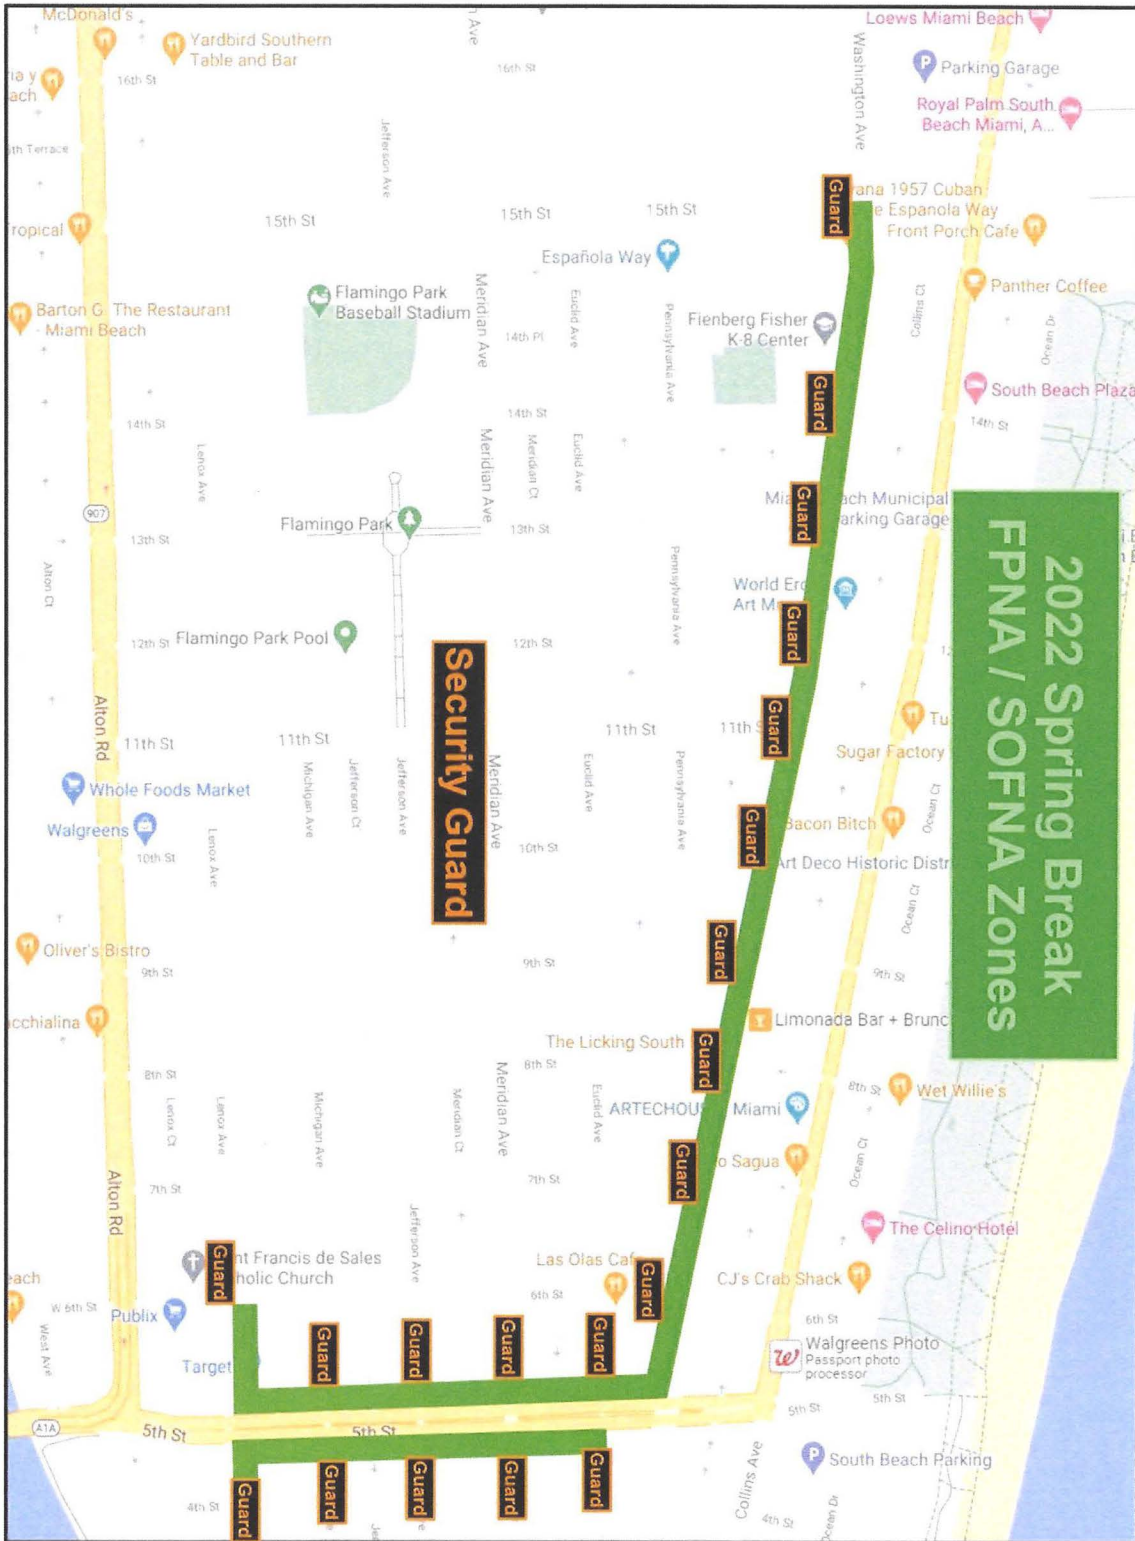 McDonald's
Yardbird Southern
Table and Bar
16th St
16th St
Jefferson Ave
Washington Ave
Loews Miami Beach
Parking Garage
Royal Palm South
Beach Miami, A...
15th St
15th St
15th St
Guard
ana 1957 Cuban
e Espanola Way
Front Porch Cafe
Española Way
Panther Coffee
Flamingo Park
Baseball Stadium
Barton G. The Restaurant
- Miami Beach
Meridian Ave
Euclid Ave
Pennsylvania Ave
14th Pl
Fienberg Fisher
K-8 Center
Collins Ct
Ocean Dr
Guard
South Beach Plaza
14th St
14th St
14th St
Lenox Ave
Meridian Ave
Meridian Ct
Euclid Ave
Guard
ach Municipal
arking Garage
907
Flamingo Park
13th St
13th St
Alton Ct
Pennsylvania Ave
2022 Spring Break
FPNA / SOFNA Zones
World Ero
Art M
Flamingo Park Pool
12th St
12th St
Guard
Security Guard
Alton Rd
11th St
11th St
11th St
11th S
Guard
Sugar Factory
Michigan Ave
Jefferson Ct
Jefferson Ave
Meridian Ave
Euclid Ave
Pennsylvania Ave
Ocean Ct
Whole Foods Market
Walgreens
10th St
Lenox Ave
10th St
Guard
Bacon Bitch
Art Deco Historic Distr
Ocean Ct
Oliver's Bistro
9th St
9th St
9th St
Guard
acchialina
Limonada Bar + Brunc
The Licking South
Guard
8th St
8th St
8th St
Wet Willie's
Lenox Ct
Lenox Ave
Michigan Ave
Meridian Ct
Meridian Ave
Euclid Ave
ARTECHOU
Miami
Ocean Ct
7th St
7th St
Alton Rd
Guard
o Sagua
Jefferson Ave
The Celino Hotel
Guard
nt Francis de Sales
holic Church
Las Olas Caf
Guard
CJ's Crab Shack
W 6th St
Publix
6th St
6th St
West Ave
Target
Guard
Guard
Guard
Guard
Walgreens Photo
Passport photo
processor
A1A
5th St
5th St
5th St
5th St
Collins Ave
South Beach Parking
4th St
Guard
Guard
Guard
Guard
Guard
4th St
Ocean Dr